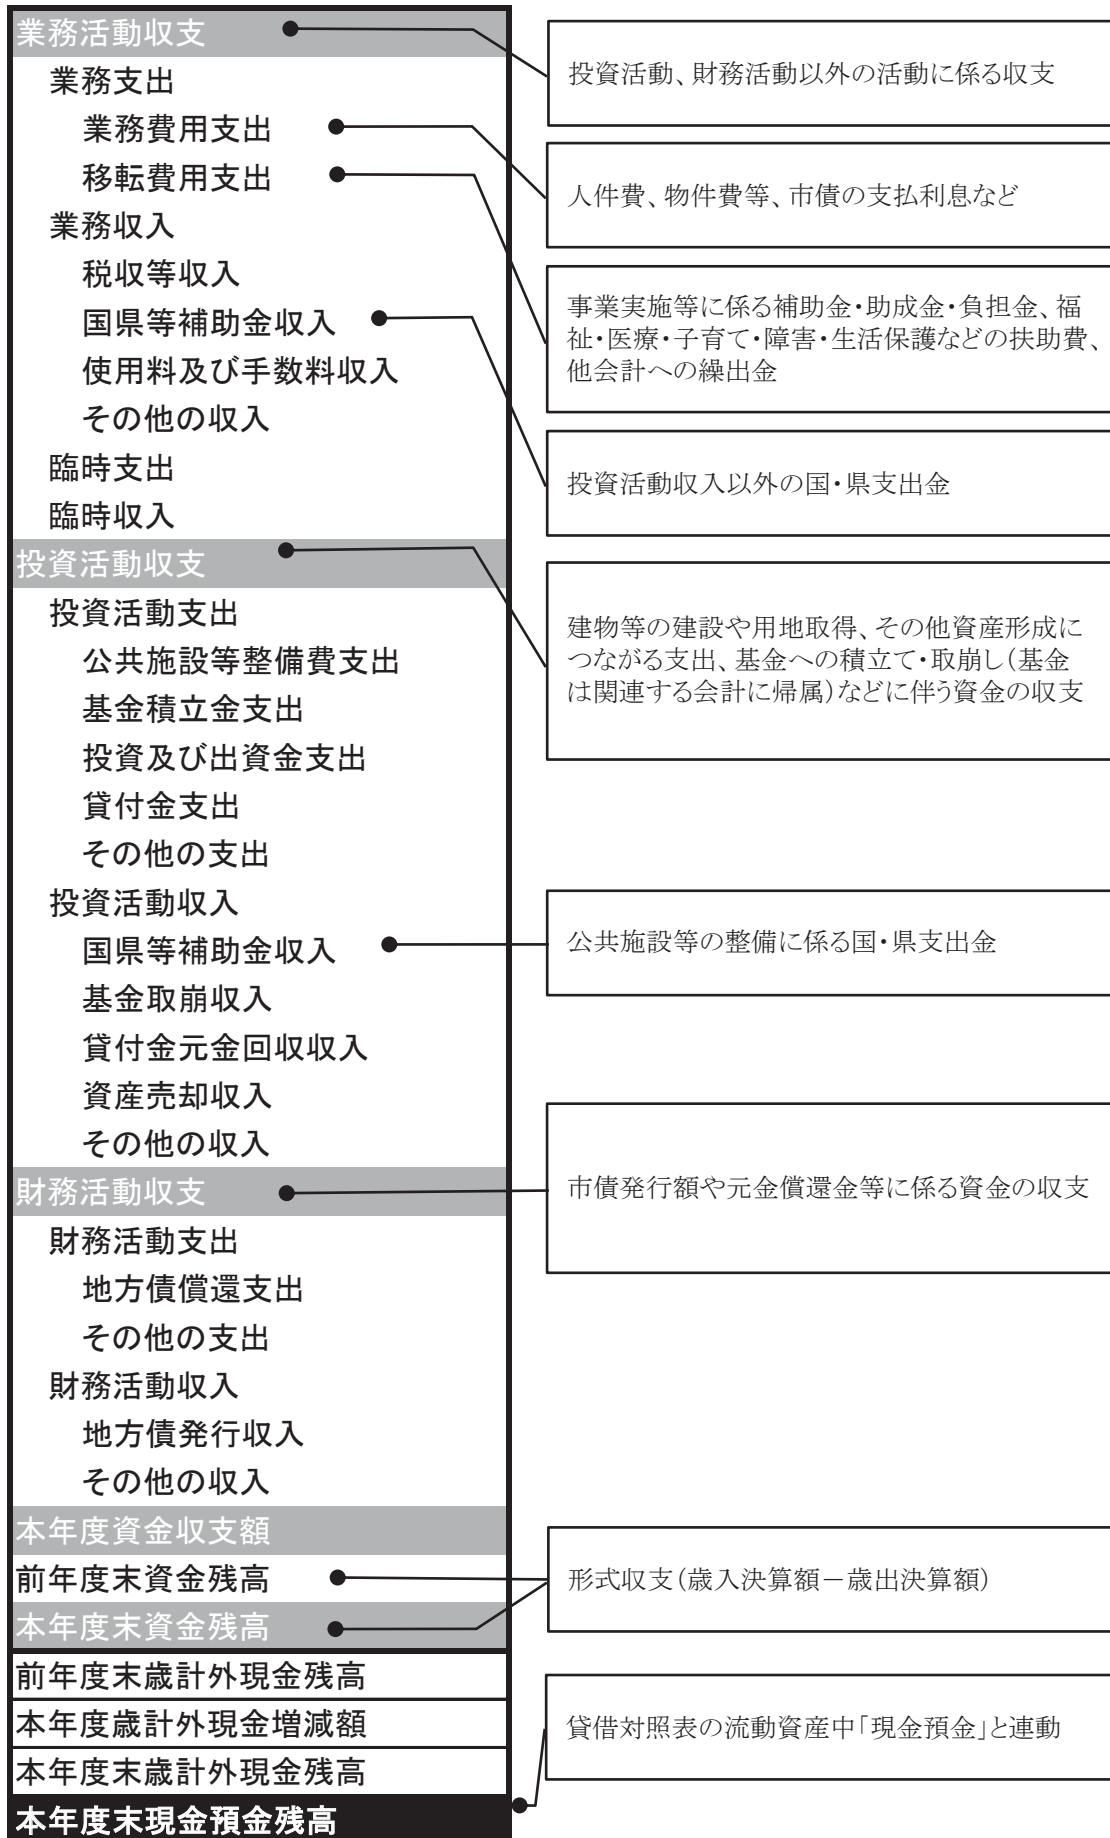 業務活動収支
業務支出
業務費用支出
移転費用支出
業務収入
税収等収入
国県等補助金収入
使用料及び手数料収入
その他の収入
臨時支出
臨時収入
投資活動収支
投資活動支出
公共施設等整備費支出
基金積立金支出
投資及び出資金支出
貸付金支出
その他の支出
投資活動収入
国県等補助金収入
基金取崩収入
貸付金元金回収収入
資産売却収入
その他の収入
財務活動収支
財務活動支出
地方債償還支出
その他の支出
財務活動収入
地方債発行収入
その他の収入
本年度資金収支額
前年度末資金残高
本年度末資金残高
前年度末歳計外現金残高
本年度歳計外現金増減額
本年度末歳計外現金残高
本年度末現金預金残高
投資活動、財務活動以外の活動に係る収支
人件費、物件費等、市債の支払利息など
事業実施等に係る補助金・助成金・負担金、福
祉・医療・子育て・障害・生活保護などの扶助費、
他会計への繰出金
投資活動収入以外の国・県支出金
建物等の建設や用地取得、その他資産形成に
つながる支出、基金への積立て・取崩し（基金
は関連する会計に帰属）などに伴う資金の収支
公共施設等の整備に係る国・県支出金
市債発行額や元金償還金等に係る資金の収支
形式収支（歳入決算額－歳出決算額）
貸借対照表の流動資産中「現金預金」と連動